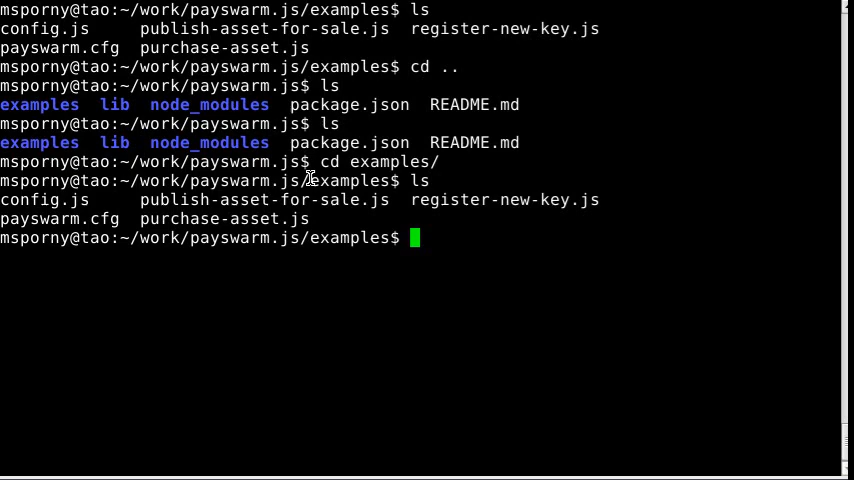 msporny@tao:~/work/payswarm.js/examples$ ls
config.js     publish-asset-for-sale.js  register-new-key.js
payswarm.cfg  purchase-asset.js
msporny@tao:~/work/payswarm.js/examples$ cd ..
msporny@tao:~/work/payswarm.js$ ls
examples  lib  node_modules  package.json  README.md
msporny@tao:~/work/payswarm.js$ ls
examples  lib  node_modules  package.json  README.md
msporny@tao:~/work/payswarm.js$ cd examples/
msporny@tao:~/work/payswarm.js/examples$ ls
config.js     publish-asset-for-sale.js  register-new-key.js
payswarm.cfg  purchase-asset.js
msporny@tao:~/work/payswarm.js/examples$